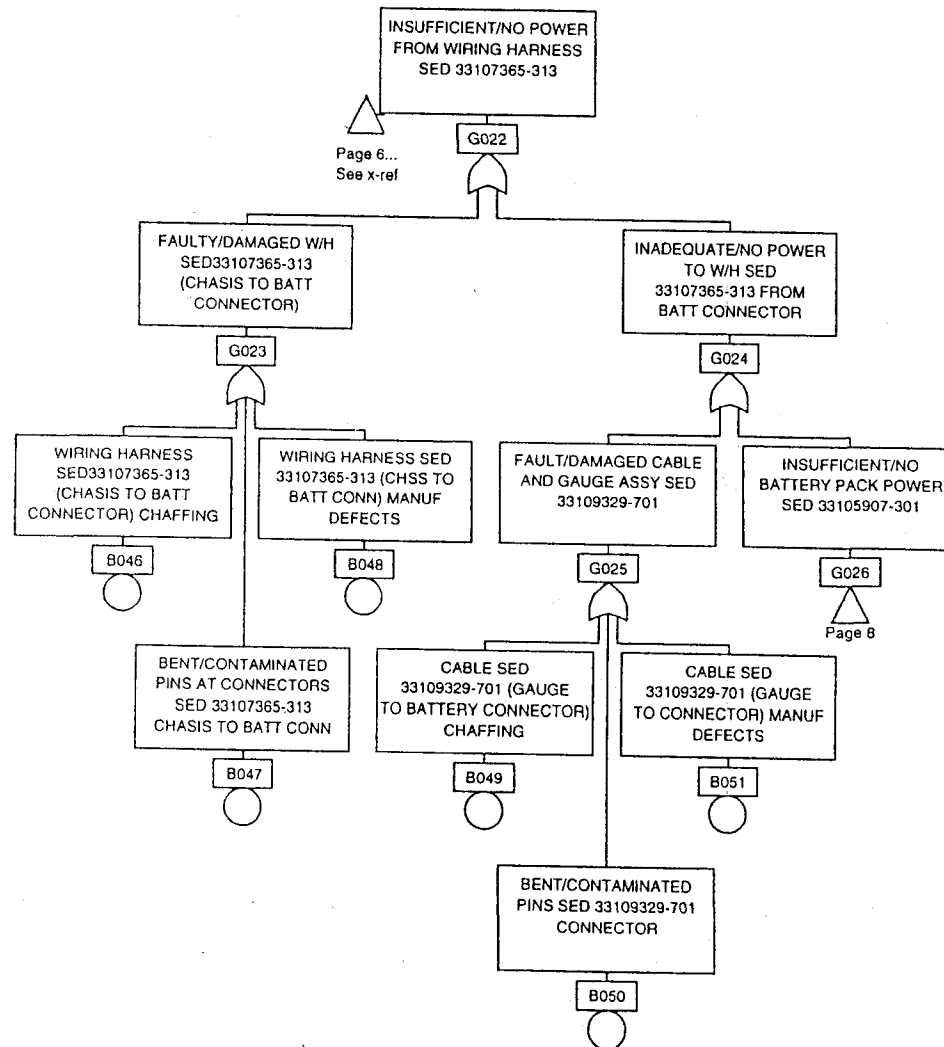 INSUFFICIENT/NO POWER
FROM WIRING HARNESS
SED 33107365-313
Page 6...
See x-ref
G022
FAULTY/DAMAGED W/H
SED33107365-313
(CHASIS TO BATT
CONNECTOR)
G023
INADEQUATE/NO POWER
TO W/H SED
33107365-313 FROM
BATT CONNECTOR
G024
WIRING HARNESS
SED33107365-313
(CHASIS TO BATT
CONNECTOR) CHAFFING
B046
WIRING HARNESS SED
33107365-313 (CHSS TO
BATT CONN) MANUF
DEFECTS
B048
FAULT/DAMAGED CABLE
AND GAUGE ASSY SED
33109329-701
G025
INSUFFICIENT/NO
BATTERY PACK POWER
SED 33105907-301
G026
Page 8
BENT/CONTAMINATED
PINS AT CONNECTORS
SED 33107365-313
CHASIS TO BATT CONN
B047
CABLE SED
33109329-701 (GAUGE
TO BATTERY CONNECTOR)
CHAFFING
B049
CABLE SED
33109329-701 (GAUGE
TO CONNECTOR) MANUF
DEFECTS
B051
BENT/CONTAMINATED
PINS SED 33109329-701
CONNECTOR
B050